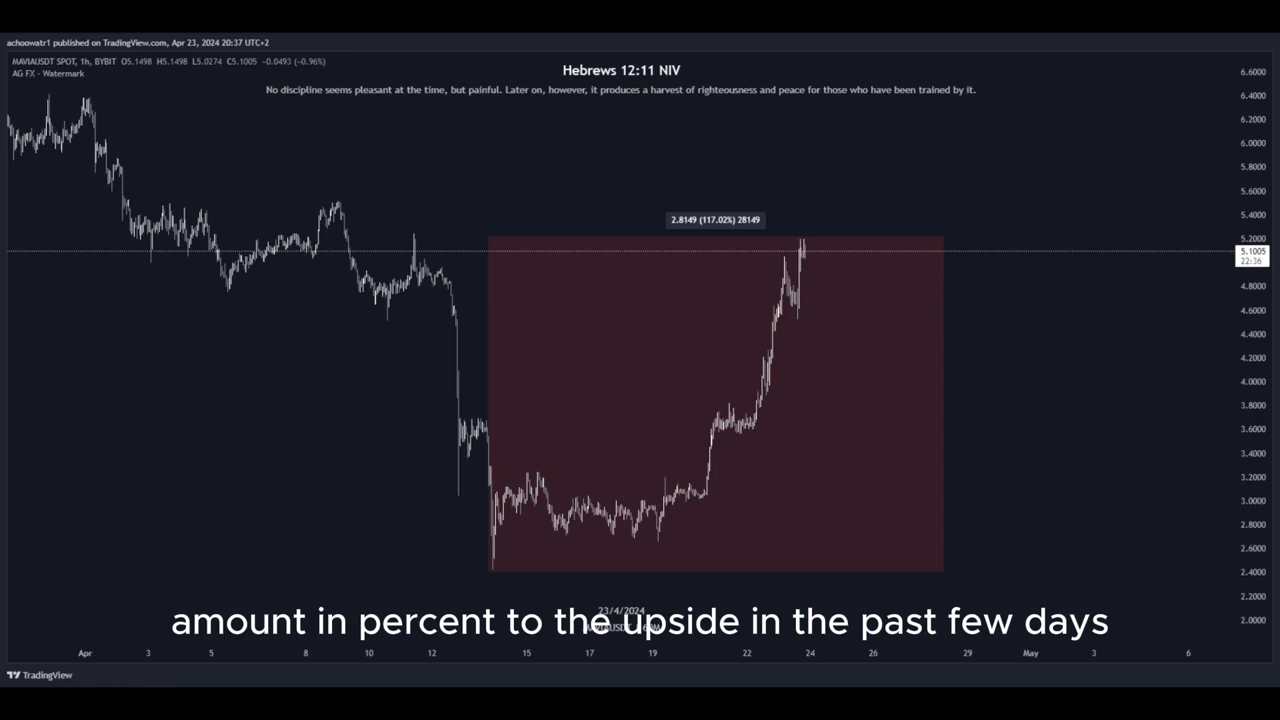 achoowatr1 published on TradingView.com, Apr 23, 2024 20:37 UTC+2
MAVIAUSDT SPOT, 1h, BYBIT O5.1498 H5.1498 L5.0274 C5.1005 -0.0493 (-0.96%)
AG FX - Watermark
Hebrews 12:11 NIV
No discipline seems pleasant at the time, but painful. Later on, however, it produces a harvest of righteousness and peace for those who have been trained by it.
2.8149 (117.02%) 28149
6.6000
6.4000
6.2000
6.0000
5.8000
5.6000
5.4000
5.2000
5.1005
22:36
4.8000
4.6000
4.4000
4.2000
4.0000
3.8000
3.6000
3.4000
3.2000
3.0000
2.8000
2.6000
2.4000
2.2000
2.0000
23/4/2024
amount in percent to the upside in the past few days
Apr 3 5 8 10 12 15 17 19 22 24 26 29 May 3 6
TradingView